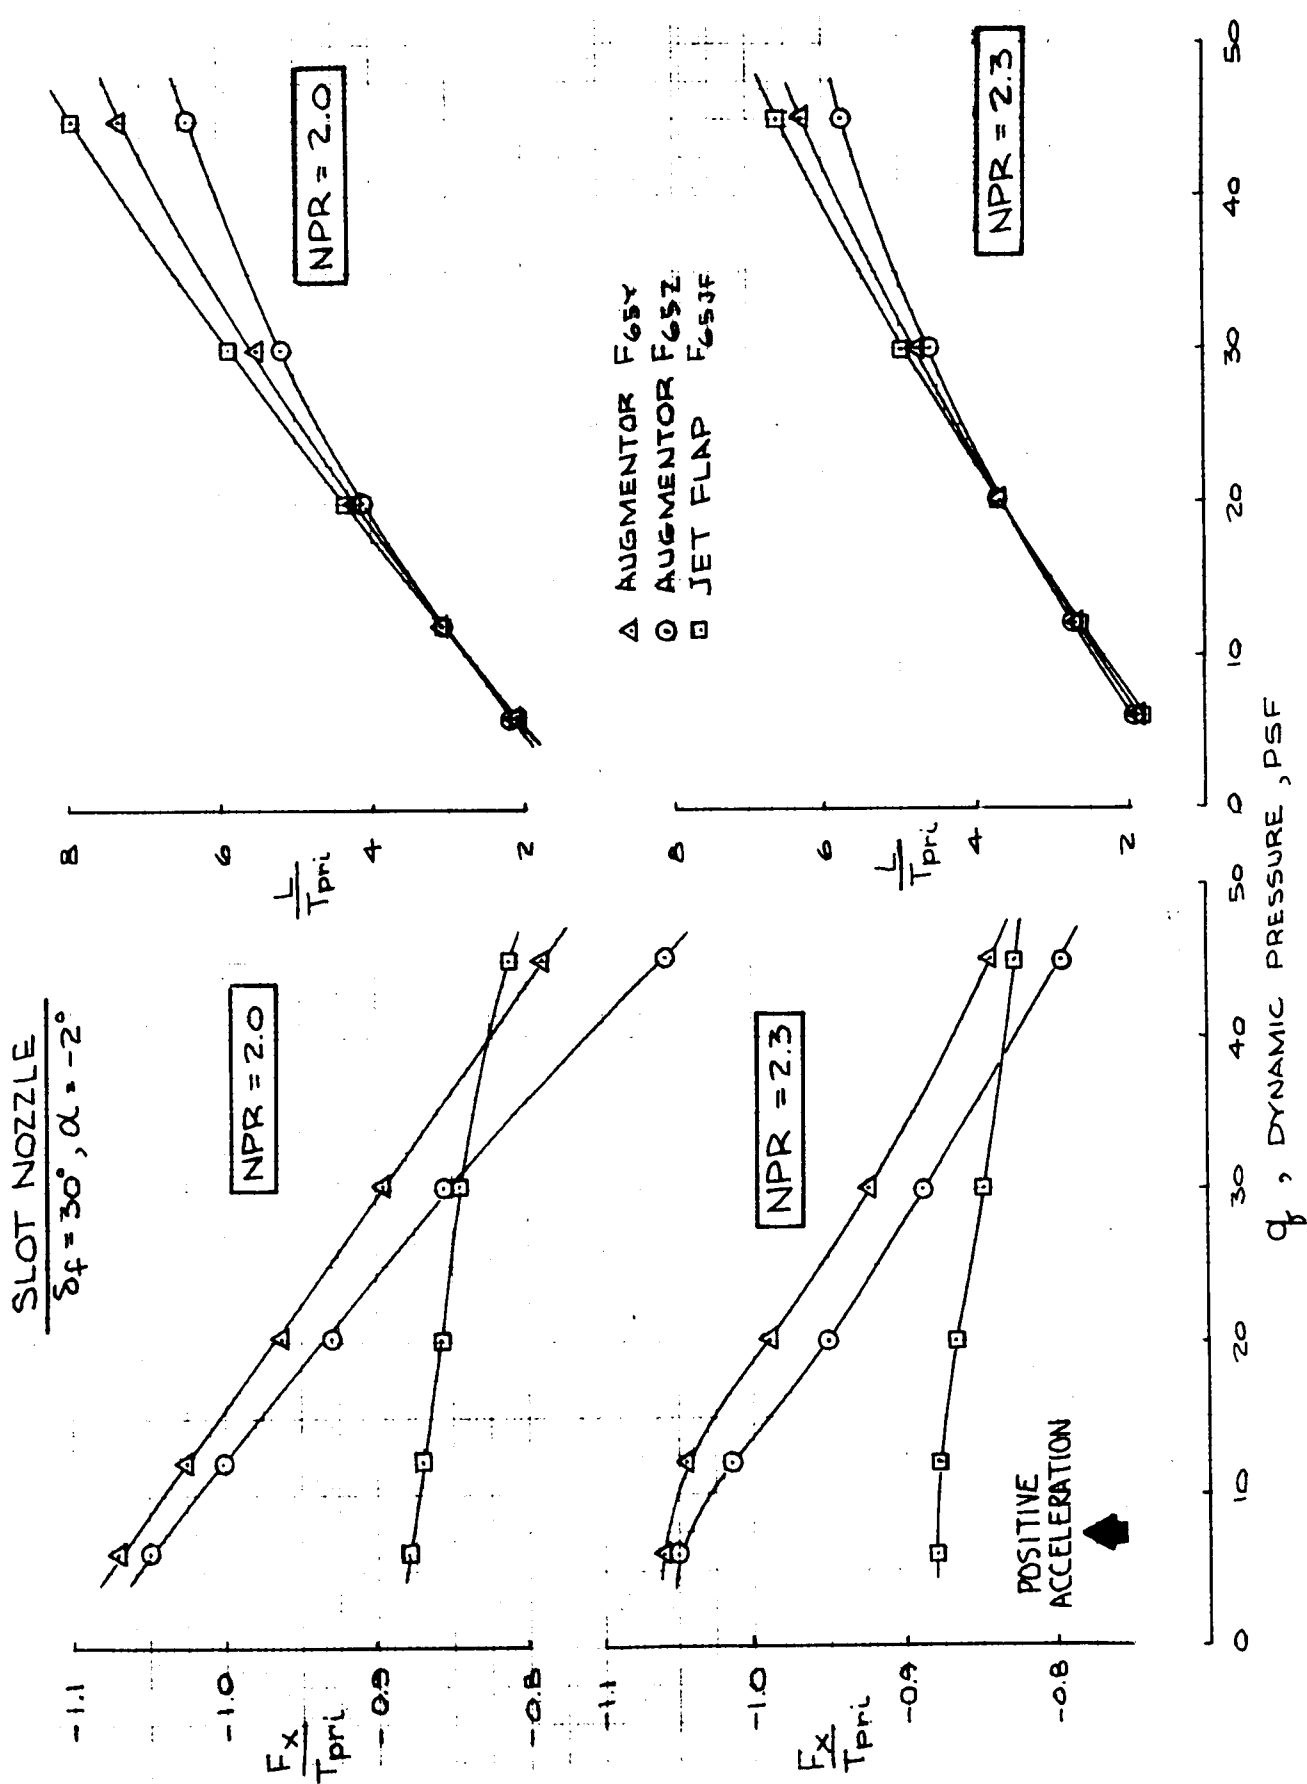 SLOT NOZZLE
δf = 30°, α = -2°
-1.1
-1.0
-0.9
-0.8
Fx
Tpri
NPR = 2.0
8
6
4
2
L
Tpri
NPR = 2.0
△ AUGMENTOR F65Y
⊙ AUGMENTOR F65Z
⊡ JET FLAP F65JF
-1.1
-1.0
-0.9
-0.8
Fx
Tpri
NPR = 2.3
POSITIVE
ACCELERATION
0 10 20 30 40 50
8
6
4
2
L
Tpri
NPR = 2.3
0 10 20 30 40 50
q, DYNAMIC PRESSURE, PSF